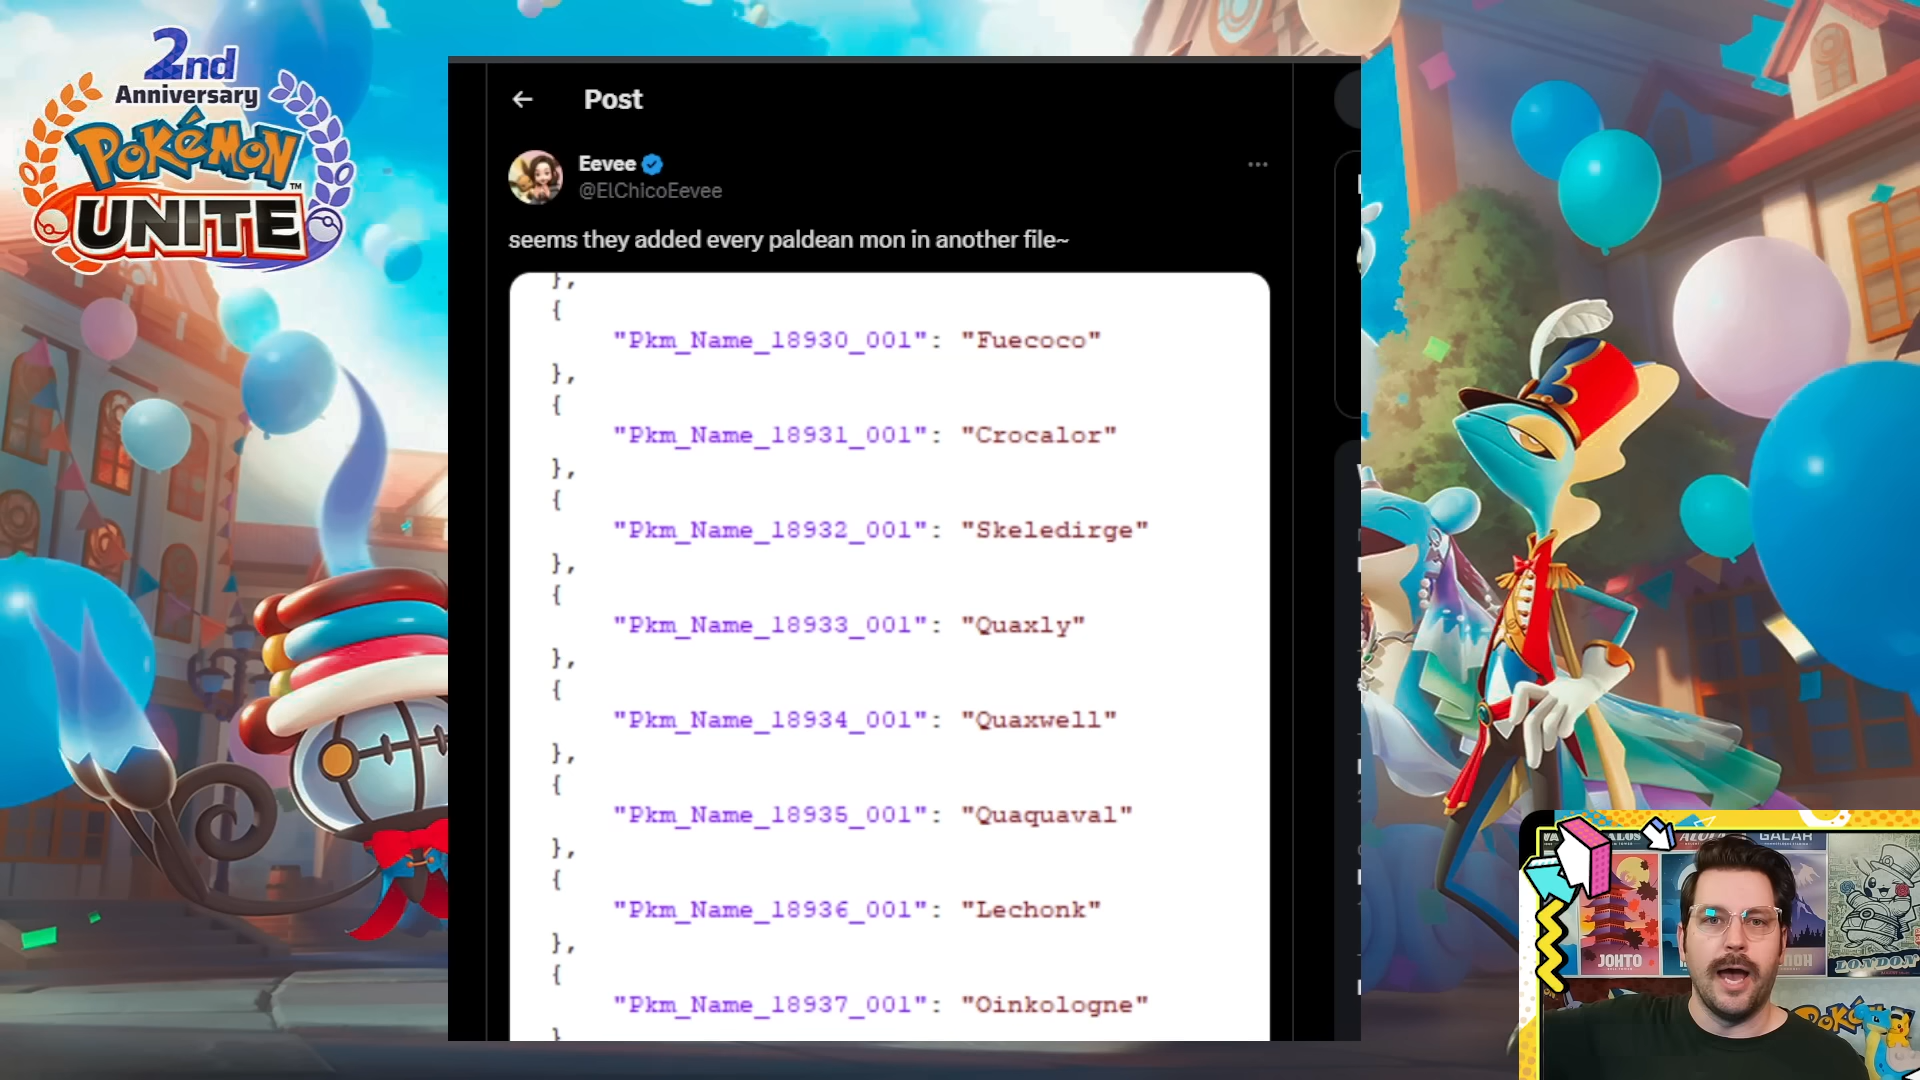 2nd
Anniversary
POKÉMON
UNITE
Post
Eevee
@ElChicoEevee
seems they added every paldean mon in another file~
},
{
"Pkm_Name_18930_001": "Fuecoco"
},
{
"Pkm_Name_18931_001": "Crocalor"
},
{
"Pkm_Name_18932_001": "Skeledirge"
},
{
"Pkm_Name_18933_001": "Quaxly"
},
{
"Pkm_Name_18934_001": "Quaxwell"
},
{
"Pkm_Name_18935_001": "Quaquaval"
},
{
"Pkm_Name_18936_001": "Lechonk"
},
{
"Pkm_Name_18937_001": "Oinkologne"
}
GALAR
JOHTO
LONDON